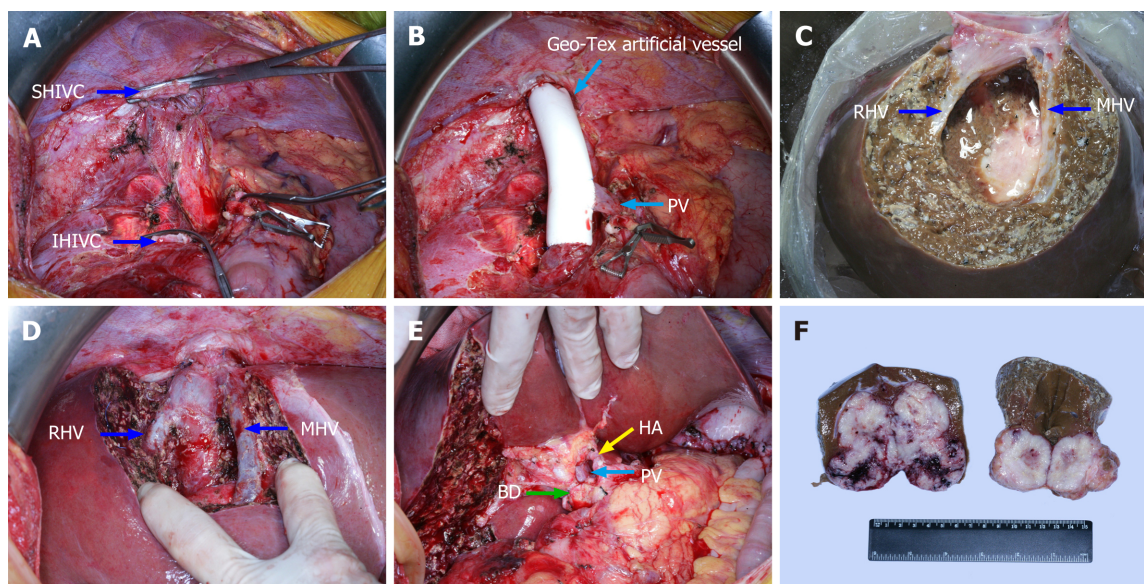 A
SHIVC
IHIVC
B
Geo-Tex artificial vessel
PV
C
RHV
MHV
D
RHV
MHV
E
HA
PV
BD
F